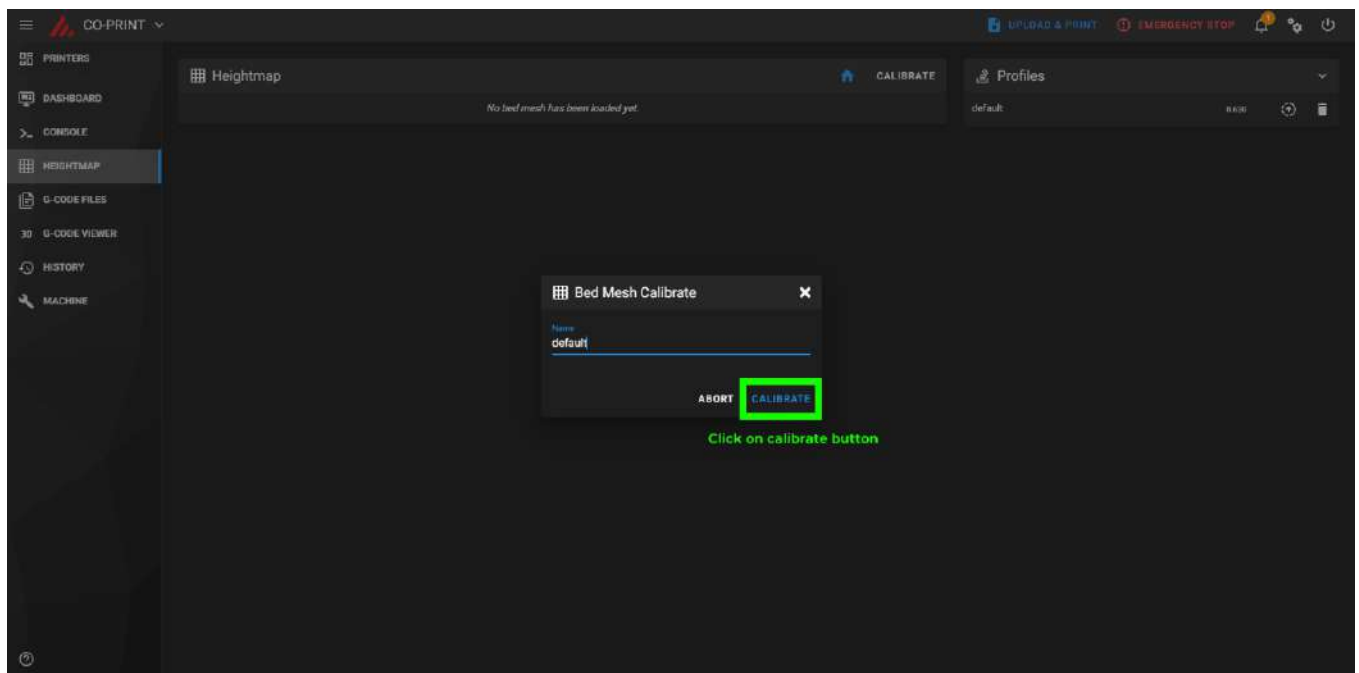 CO-PRINT
UPLOAD & PRINT
EMERGENCY STOP
PRINTERS
DASHBOARD
CONSOLE
HEIGHTMAP
G-CODE FILES
3D G-CODE VIEWER
HISTORY
MACHINE
Heightmap
CALIBRATE
No bed mesh has been loaded yet.
Profiles
default
Bed Mesh Calibrate
Name
default
ABORT CALIBRATE
Click on calibrate button